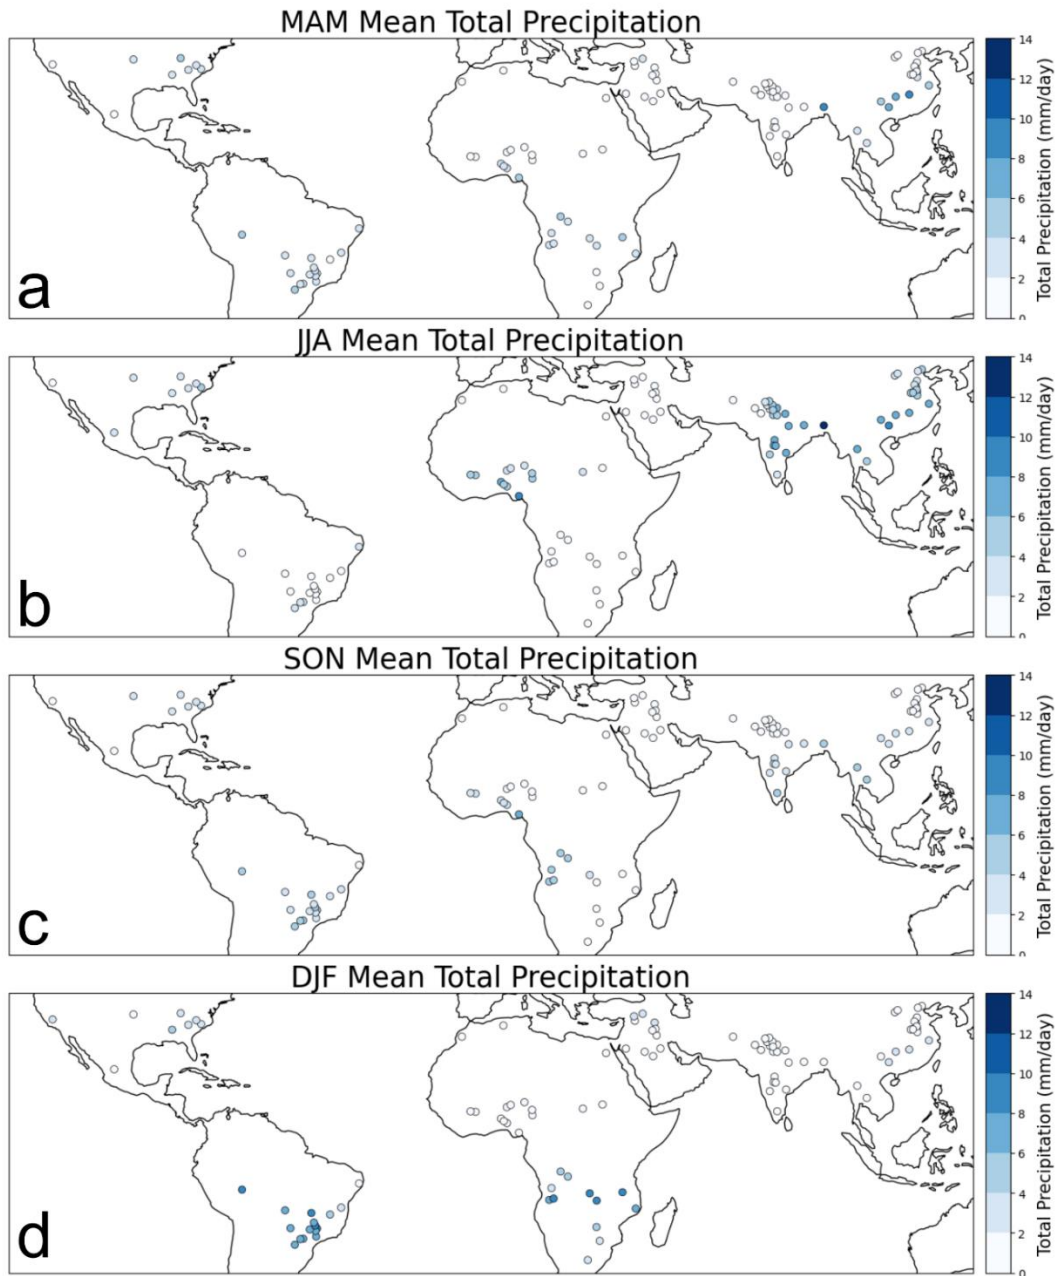 MAM Mean Total Precipitation
a
14
12
10
8
6
4
2
0
Total Precipitation (mm/day)
JJA Mean Total Precipitation
b
14
12
10
8
6
4
2
0
Total Precipitation (mm/day)
SON Mean Total Precipitation
c
14
12
10
8
6
4
2
0
Total Precipitation (mm/day)
DJF Mean Total Precipitation
d
14
12
10
8
6
4
2
0
Total Precipitation (mm/day)